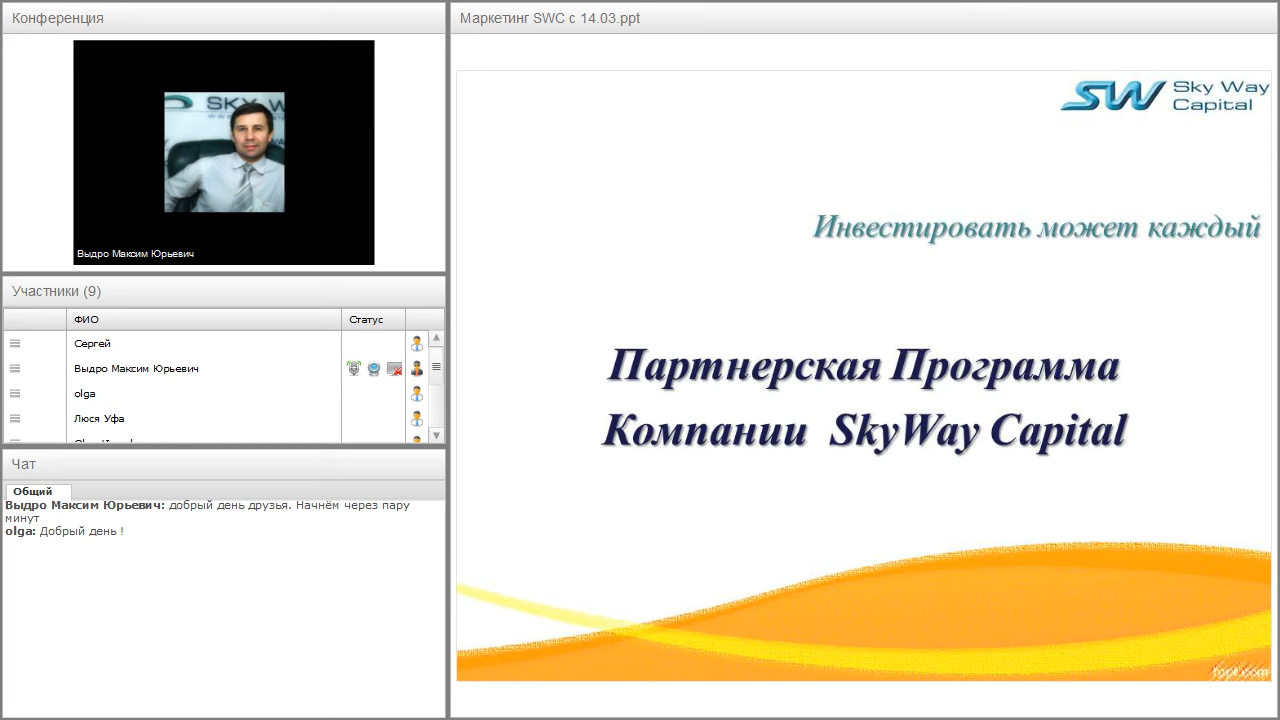 Конференция
Выдро Максим Юрьевич
Участники (9)
ФИО
Статус
Сергей
Выдро Максим Юрьевич
olga
Люся Уфа
Чат
Общий
Выдро Максим Юрьевич: добрый день друзья. Начнём через пару
минут
olga: Добрый день !
Маркетинг SWC с 14.03.ppt
SW Sky Way
Capital
Инвестировать может каждый
Партнерская Программа
Компании SkyWay Capital